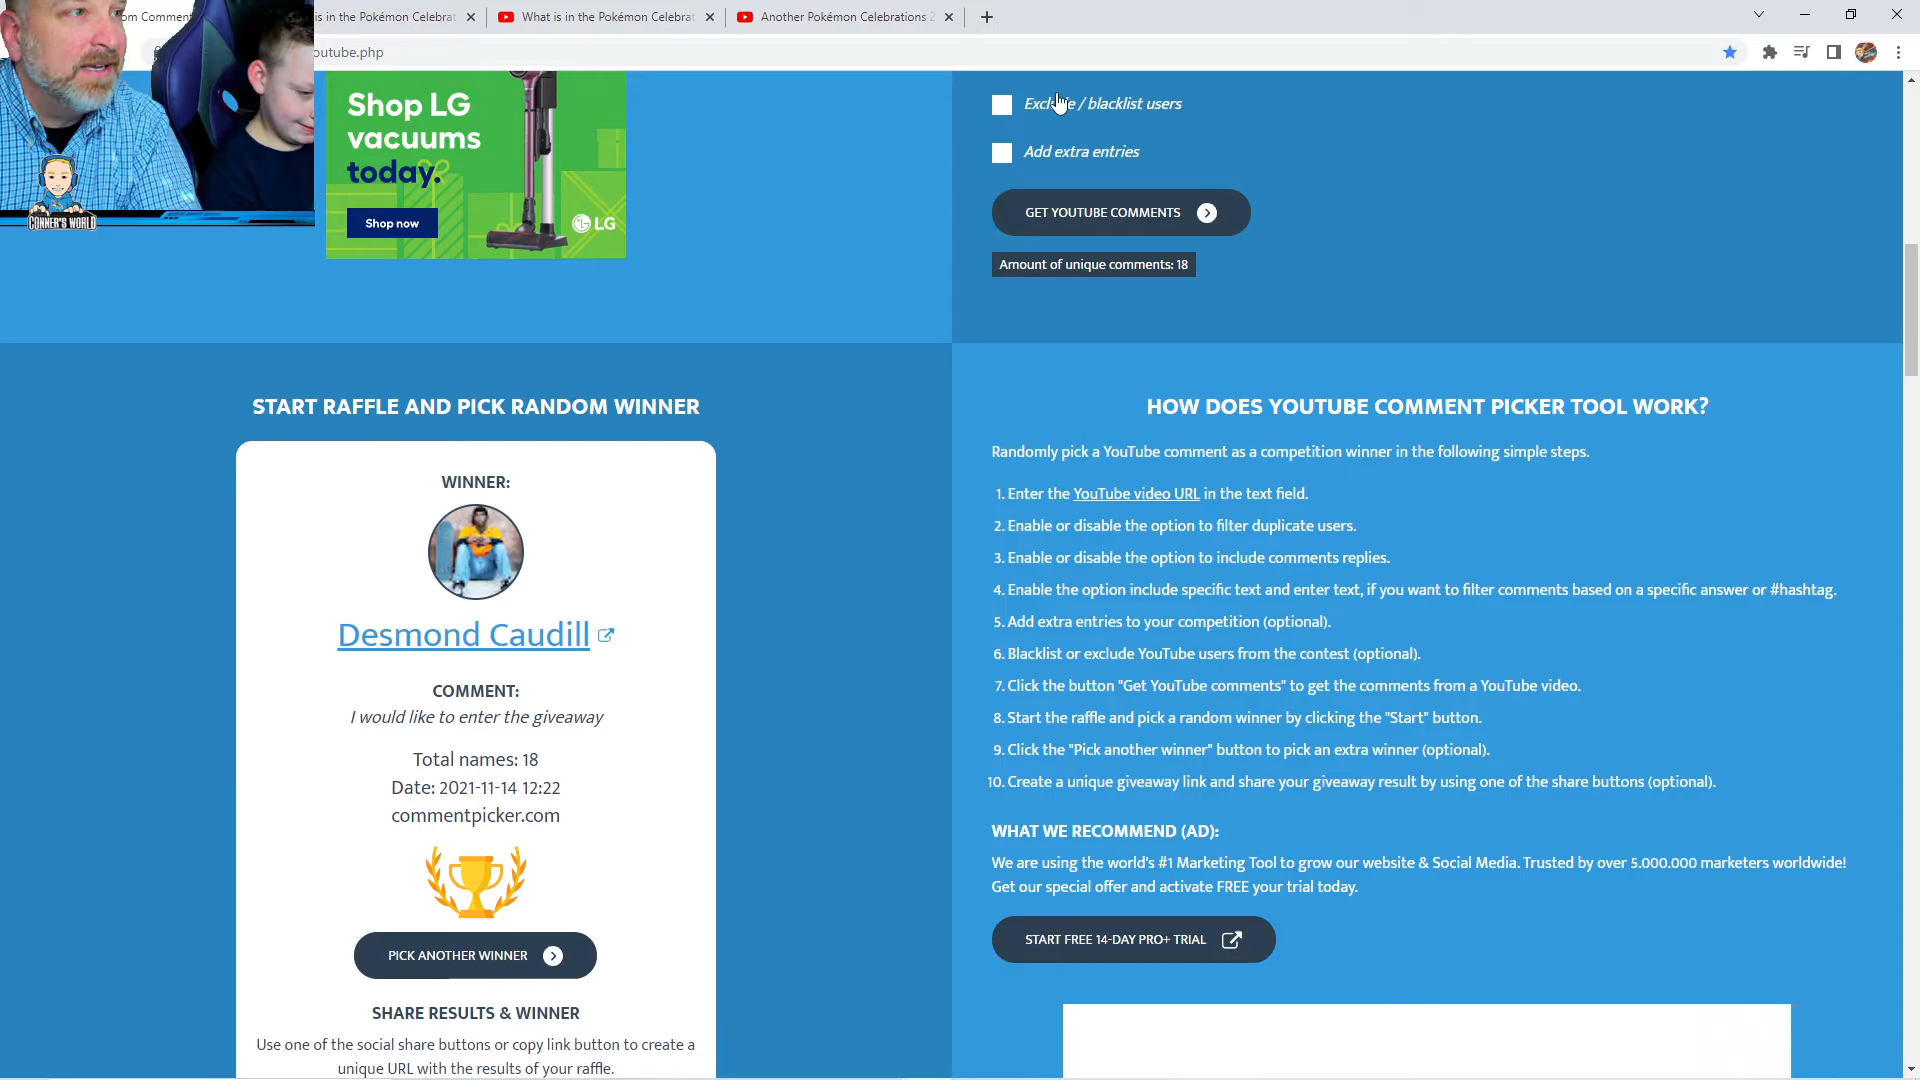 om Comment
is in the Pokémon Celebrat
What is in the Pokémon Celebrat
Another Pokémon Celebrations 2
outube.php
CONNER'S WORLD
Shop LG
vacuums
today.
Shop now
LG
Exclude / blacklist users
Add extra entries
GET YOUTUBE COMMENTS
Amount of unique comments: 18
START RAFFLE AND PICK RANDOM WINNER
WINNER:
Desmond Caudill
COMMENT:
I would like to enter the giveaway
Total names: 18
Date: 2021-11-14 12:22
commentpicker.com
PICK ANOTHER WINNER
SHARE RESULTS & WINNER
Use one of the social share buttons or copy link button to create a
unique URL with the results of your raffle.
HOW DOES YOUTUBE COMMENT PICKER TOOL WORK?
Randomly pick a YouTube comment as a competition winner in the following simple steps.
1. Enter the YouTube video URL in the text field.
2. Enable or disable the option to filter duplicate users.
3. Enable or disable the option to include comments replies.
4. Enable the option include specific text and enter text, if you want to filter comments based on a specific answer or #hashtag.
5. Add extra entries to your competition (optional).
6. Blacklist or exclude YouTube users from the contest (optional).
7. Click the button "Get YouTube comments" to get the comments from a YouTube video.
8. Start the raffle and pick a random winner by clicking the "Start" button.
9. Click the "Pick another winner" button to pick an extra winner (optional).
10. Create a unique giveaway link and share your giveaway result by using one of the share buttons (optional).
WHAT WE RECOMMEND (AD):
We are using the world's #1 Marketing Tool to grow our website & Social Media. Trusted by over 5.000.000 marketers worldwide!
Get our special offer and activate FREE your trial today.
START FREE 14-DAY PRO+ TRIAL